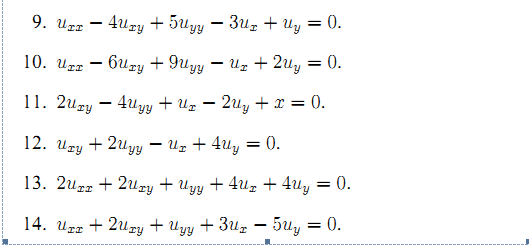 9. u_{xx} − 4u_{xy} + 5u_{yy} − 3u_x + u_y = 0.
10. u_{xx} − 6u_{xy} + 9u_{yy} − u_x + 2u_y = 0.
11. 2u_{xy} − 4u_{yy} + u_x − 2u_y + x = 0.
12. u_{xy} + 2u_{yy} − u_x + 4u_y = 0.
13. 2u_{xx} + 2u_{xy} + u_{yy} + 4u_x + 4u_y = 0.
14. u_{xx} + 2u_{xy} + u_{yy} + 3u_x − 5u_y = 0.